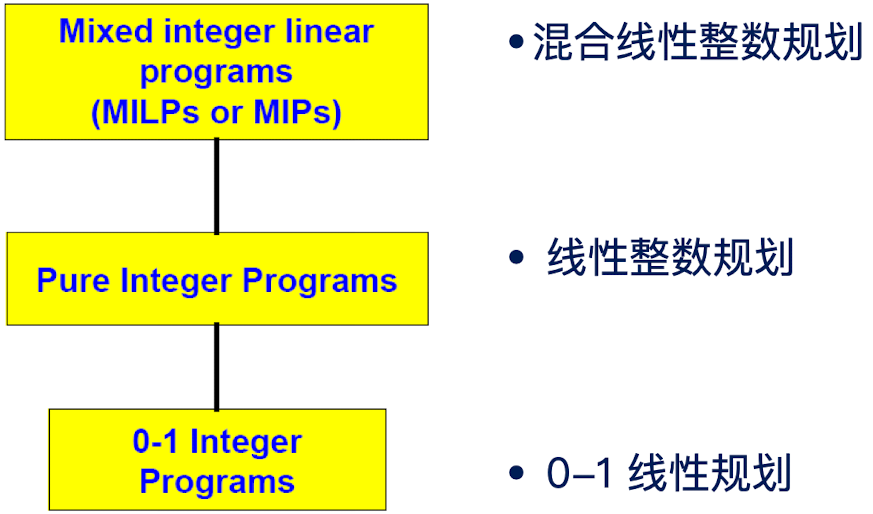 Mixed integer linear
programs
(MILPs or MIPs)
•混合线性整数规划
Pure Integer Programs
• 线性整数规划
0-1 Integer
Programs
• 0–1 线性规划